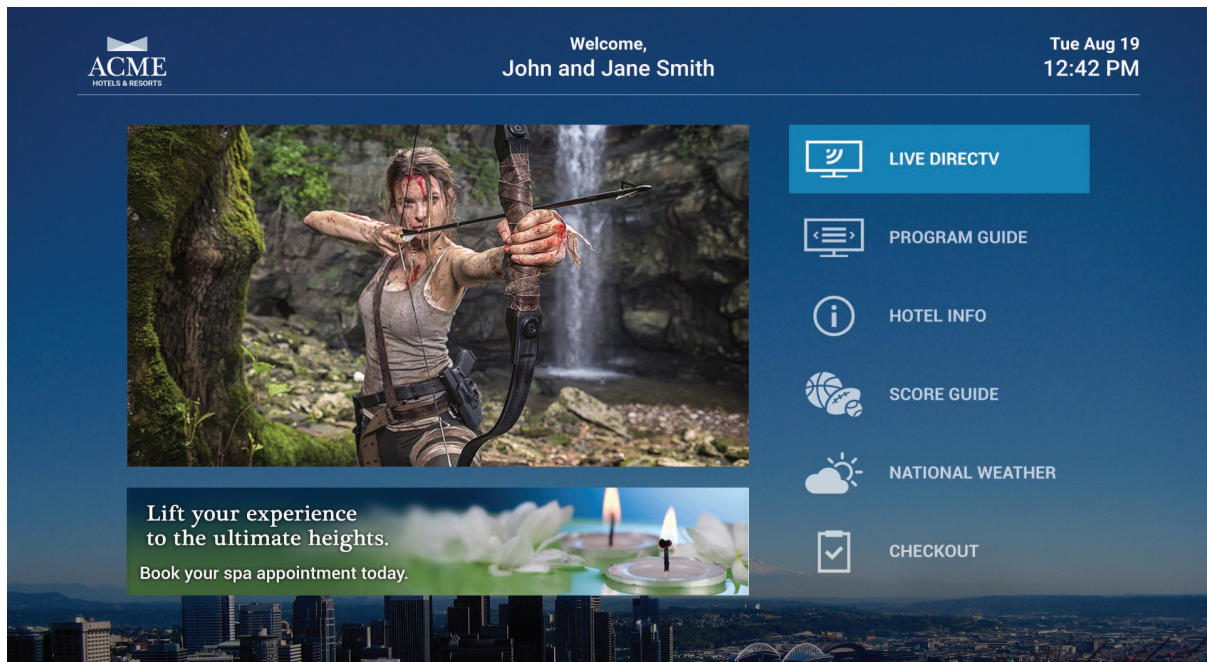 ACME
HOTELS & RESORTS
Welcome,
John and Jane Smith
Tue Aug 19
12:42 PM
LIVE DIRECTV
PROGRAM GUIDE
HOTEL INFO
SCORE GUIDE
NATIONAL WEATHER
CHECKOUT
Lift your experience
to the ultimate heights.
Book your spa appointment today.